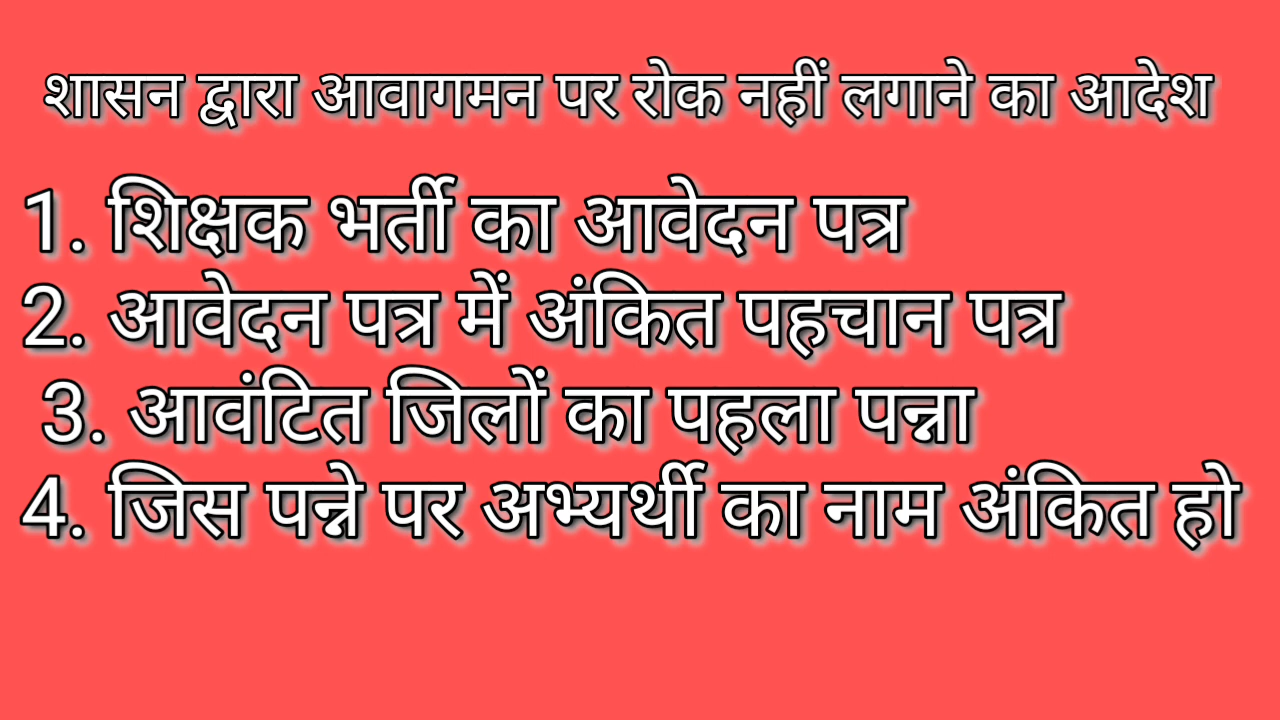 शासन द्वारा आवागमन पर रोक नहीं लगाने का आदेश
1. शिक्षक भर्ती का आवेदन पत्र
2. आवेदन पत्र में अंकित पहचान पत्र
3. आवंटित जिलों का पहला पन्ना
4. जिस पन्ने पर अभ्यर्थी का नाम अंकित हो